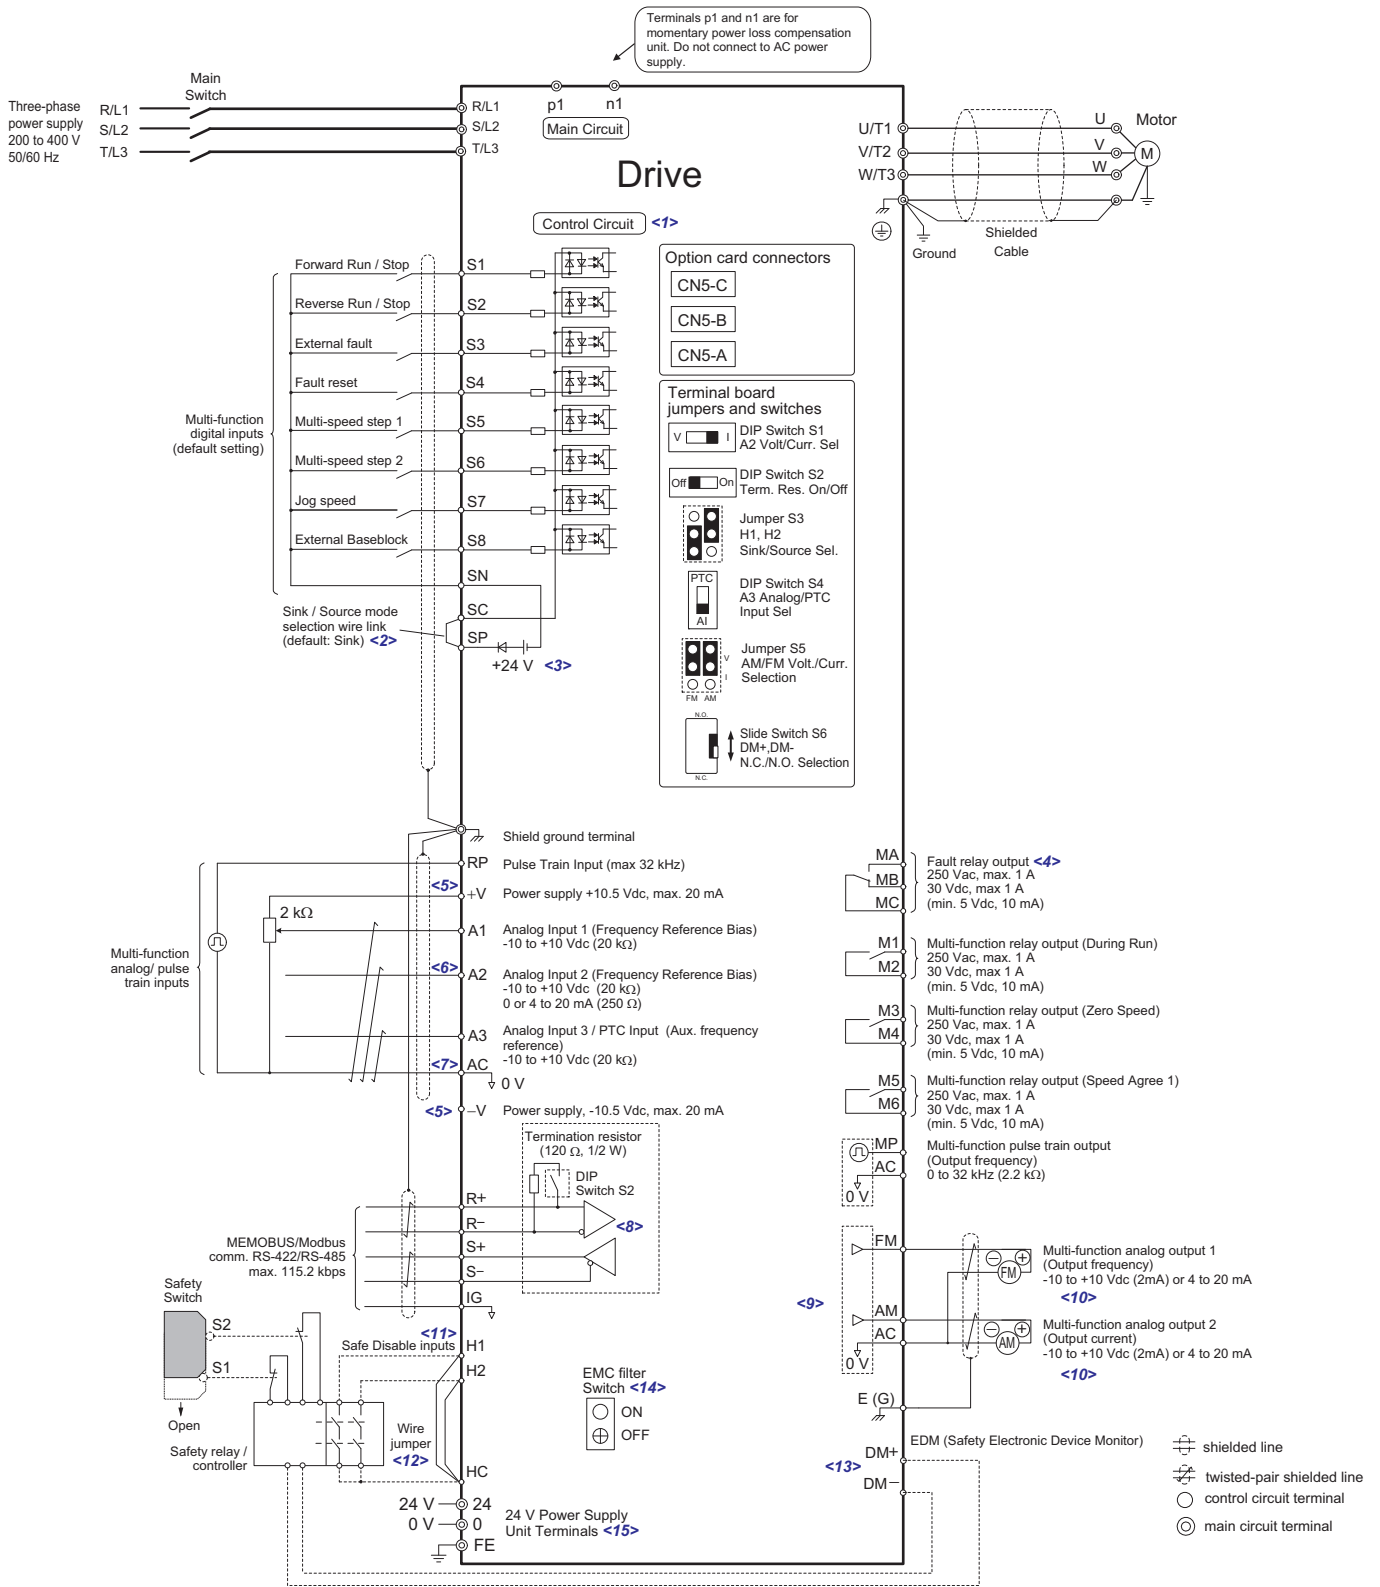 Terminals p1 and n1 are for
momentary power loss compensation
unit. Do not connect to AC power
supply.
Main
Switch
Three-phase
power supply
200 to 400 V
50/60 Hz
R/L1
S/L2
T/L3
R/L1
S/L2
T/L3
p1
n1
Main Circuit
Drive
U/T1
V/T2
W/T3
U
V
W
Motor
M
Ground
Shielded
Cable
Control Circuit <1>
Multi-function
digital inputs
(default setting)
Forward Run / Stop
S1
Reverse Run / Stop
S2
External fault
S3
Fault reset
S4
Multi-speed step 1
S5
Multi-speed step 2
S6
Jog speed
S7
External Baseblock
S8
SN
SC
SP
Sink / Source mode
selection wire link
(default: Sink) <2>
+24 V <3>
Option card connectors
CN5-C
CN5-B
CN5-A
Terminal board
jumpers and switches
V
I
DIP Switch S1
A2 Volt/Curr. Sel
Off
On
DIP Switch S2
Term. Res. On/Off
Jumper S3
H1, H2
Sink/Source Sel.
PTC
AI
DIP Switch S4
A3 Analog/PTC
Input Sel
V
I
FM AM
Jumper S5
AM/FM Volt./Curr.
Selection
N.O.
N.C.
Slide Switch S6
DM+,DM-
N.C./N.O. Selection
Shield ground terminal
Multi-function
analog/ pulse
train inputs
2 kΩ
RP
Pulse Train Input (max 32 kHz)
<5>
+V
Power supply +10.5 Vdc, max. 20 mA
A1
Analog Input 1 (Frequency Reference Bias)
-10 to +10 Vdc (20 kΩ)
<6>
A2
Analog Input 2 (Frequency Reference Bias)
-10 to +10 Vdc (20 kΩ)
0 or 4 to 20 mA (250 Ω)
A3
Analog Input 3 / PTC Input (Aux. frequency
reference)
-10 to +10 Vdc (20 kΩ)
<7>
AC
0 V
<5>
−V
Power supply, -10.5 Vdc, max. 20 mA
MA
MB
MC
Fault relay output <4>
250 Vac, max. 1 A
30 Vdc, max 1 A
(min. 5 Vdc, 10 mA)
M1
M2
Multi-function relay output (During Run)
250 Vac, max. 1 A
30 Vdc, max 1 A
(min. 5 Vdc, 10 mA)
M3
M4
Multi-function relay output (Zero Speed)
250 Vac, max. 1 A
30 Vdc, max 1 A
(min. 5 Vdc, 10 mA)
M5
M6
Multi-function relay output (Speed Agree 1)
250 Vac, max. 1 A
30 Vdc, max 1 A
(min. 5 Vdc, 10 mA)
MP
AC
0 V
Multi-function pulse train output
(Output frequency)
0 to 32 kHz (2.2 kΩ)
Termination resistor
(120 Ω, 1/2 W)
DIP
Switch S2
<8>
MEMOBUS/Modbus
comm. RS-422/RS-485
max. 115.2 kbps
R+
R−
S+
S−
IG
FM
FM
Multi-function analog output 1
(Output frequency)
-10 to +10 Vdc (2mA) or 4 to 20 mA
<10>
<9>
AM
AC
0 V
AM
Multi-function analog output 2
(Output current)
-10 to +10 Vdc (2mA) or 4 to 20 mA
<10>
E (G)
Safety
Switch
S2
S1
Open
Safety relay /
controller
<11>
Safe Disable inputs
H1
H2
Wire
jumper
<12>
HC
EMC filter
Switch <14>
ON
OFF
EDM (Safety Electronic Device Monitor)
<13>
DM+
DM−
24 V
24
0 V
0
FE
24 V Power Supply
Unit Terminals <15>
shielded line
twisted-pair shielded line
control circuit terminal
main circuit terminal